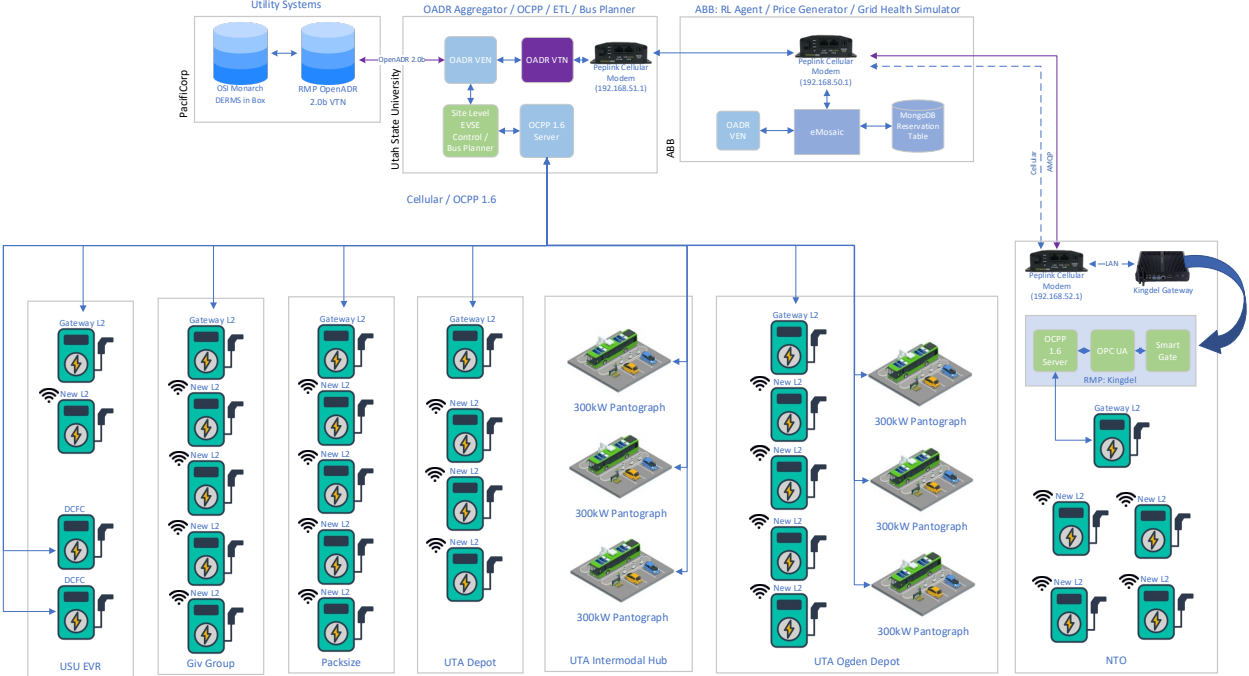 Utility Systems
OADR Aggregator / OCPP / ETL / Bus Planner
ABB: RL Agent / Price Generator / Grid Health Simulator
PacifiCorp
OSI Monarch
DERMS in Box
RMP OpenADR
2.0b VTN
OpenADR 2.0b
Utah State University
OADR VEN
OADR VTN
Peplink Cellular
Modem
(192.168.51.1)
Site Level
EVSE
Control /
Bus Planner
OCPP 1.6
Server
ABB
Peplink Cellular
Modem
(192.168.50.1)
OADR
VEN
eMosaic
MongoDB
Reservation
Table
Cellular
AMQP
Cellular / OCPP 1.6
Peplink Cellular
Modem
(192.168.52.1)
LAN
Kingdel Gateway
OCPP
1.6
Server
OPC UA
Smart
Gate
RMP: Kingdel
Gateway L2
New L2
New L2
New L2
New L2
NTO
Gateway L2
New L2
DCFC
DCFC
USU EVR
Gateway L2
New L2
New L2
New L2
New L2
Giv Group
Gateway L2
New L2
New L2
New L2
New L2
Packsize
Gateway L2
New L2
New L2
New L2
UTA Depot
300kW Pantograph
300kW Pantograph
300kW Pantograph
UTA Intermodal Hub
Gateway L2
New L2
New L2
New L2
New L2
300kW Pantograph
300kW Pantograph
300kW Pantograph
UTA Ogden Depot